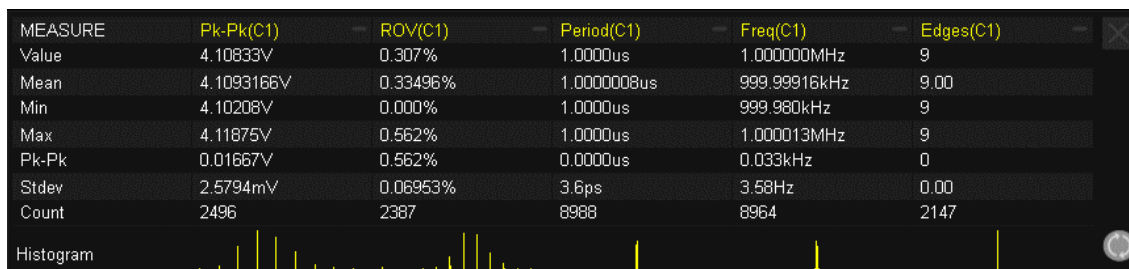 MEASURE Pk-Pk(C1) ROV(C1) Period(C1) Freq(C1) Edges(C1)
Value 4.10833V 0.307% 1.0000us 1.000000MHz 9
Mean 4.1093166V 0.33496% 1.0000008us 999.99916kHz 9.00
Min 4.10208V 0.000% 1.0000us 999.980kHz 9
Max 4.11875V 0.562% 1.0000us 1.000013MHz 9
Pk-Pk 0.01667V 0.562% 0.0000us 0.033kHz 0
Stdev 2.5794mV 0.06953% 3.6ps 3.58Hz 0.00
Count 2496 2387 8988 8964 2147
Histogram